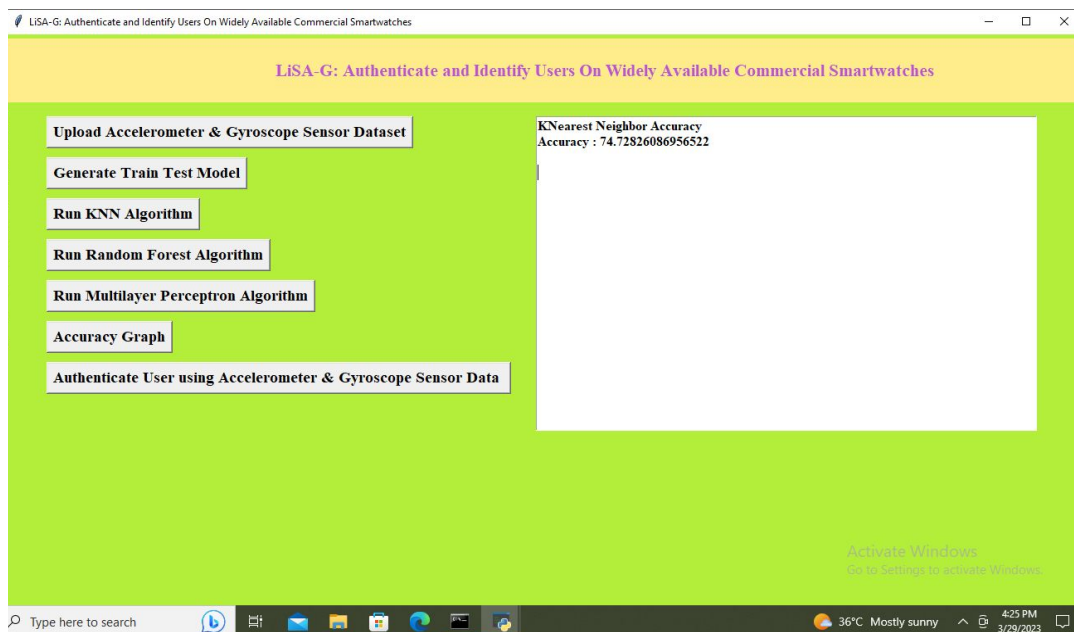 LiSA-G: Authenticate and Identify Users On Widely Available Commercial Smartwatches
LiSA-G: Authenticate and Identify Users On Widely Available Commercial Smartwatches
Upload Accelerometer & Gyroscope Sensor Dataset
Generate Train Test Model
Run KNN Algorithm
Run Random Forest Algorithm
Run Multilayer Perceptron Algorithm
Accuracy Graph
Authenticate User using Accelerometer & Gyroscope Sensor Data
KNearest Neighbor Accuracy
Accuracy : 74.72826086956522
Activate Windows
Go to Settings to activate Windows.
Type here to search
36°C Mostly sunny
4:25 PM
3/29/2023